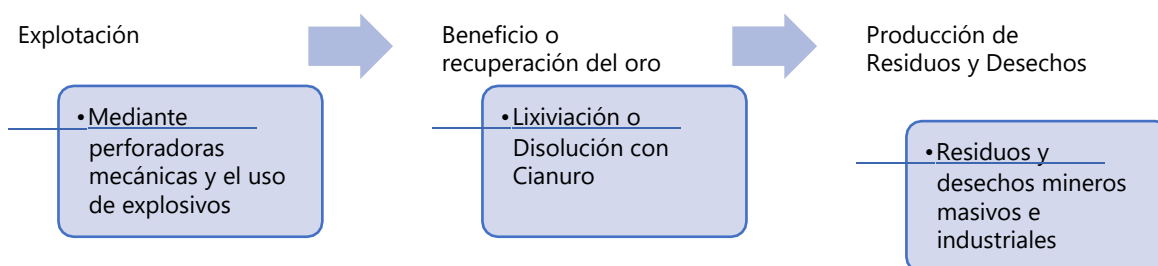 Explotación
•Mediante
perforadoras
mecánicas y el uso
de explosivos
Beneficio o
recuperación del oro
•Lixiviación o
Disolución con
Cianuro
Producción de
Residuos y Desechos
•Residuos y
desechos mineros
masivos e
industriales